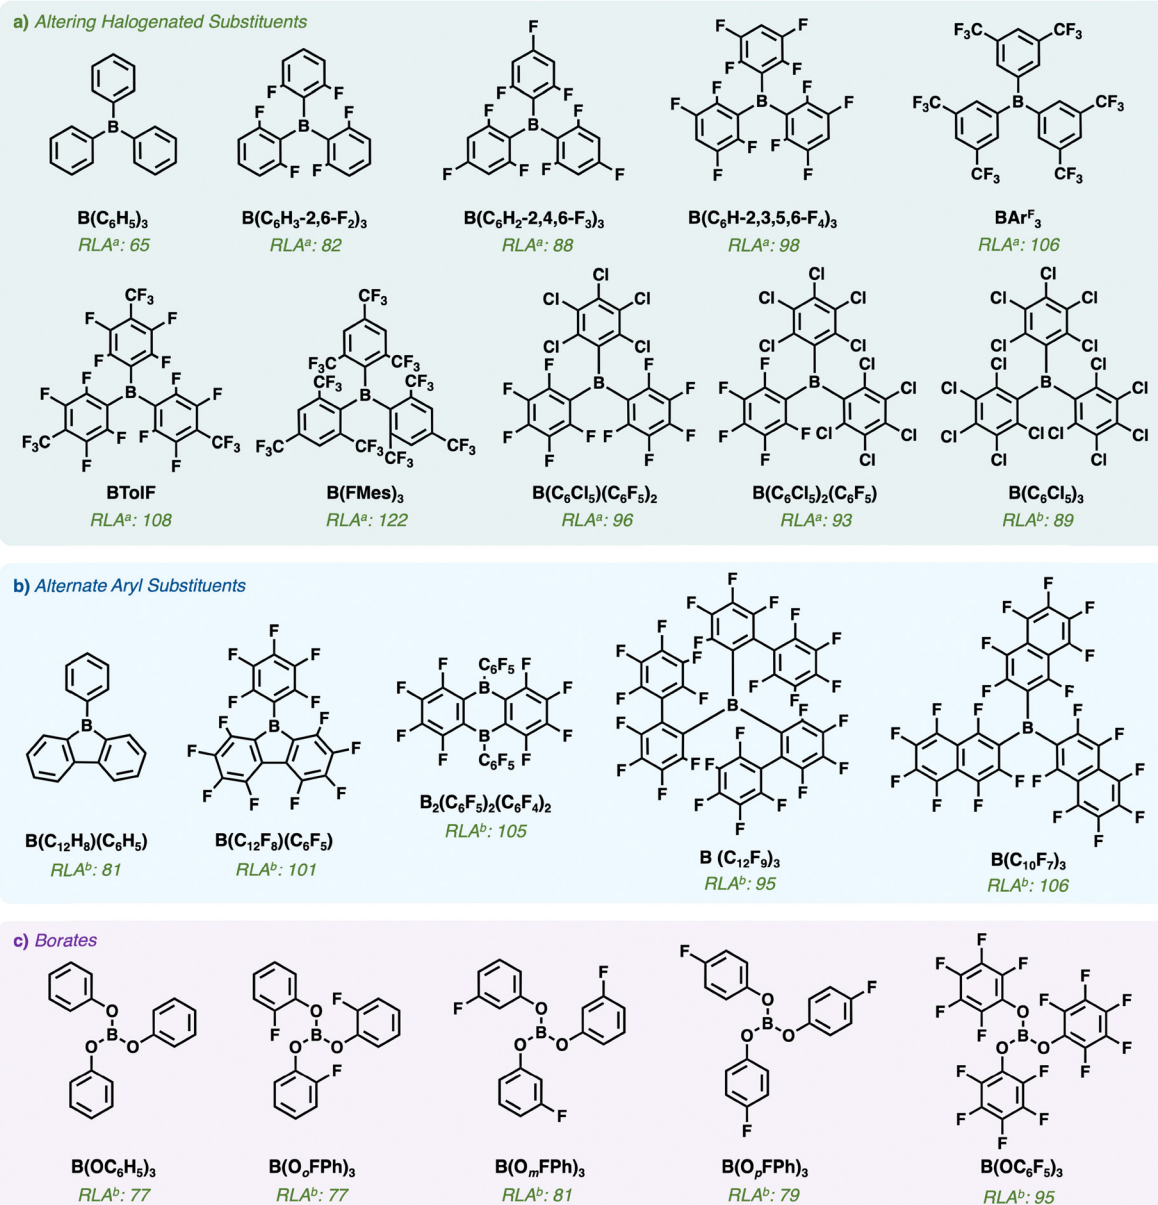 a) Altering Halogenated Substituents
B(C₆H₅)₃
RLAᵃ: 65
B(C₆H₃-2,6-F₂)₃
RLAᵃ: 82
B(C₆H₂-2,4,6-F₃)₃
RLAᵃ: 88
B(C₆H-2,3,5,6-F₄)₃
RLAᵃ: 98
BArᶠ₃
RLAᵃ: 106
BTolF
RLAᵃ: 108
B(FMes)₃
RLAᵃ: 122
B(C₆Cl₅)(C₆F₅)₂
RLAᵃ: 96
B(C₆Cl₅)₂(C₆F₅)
RLAᵃ: 93
B(C₆Cl₅)₃
RLAᵇ: 89
b) Alternate Aryl Substituents
B(C₁₂H₈)(C₆H₅)
RLAᵇ: 81
B(C₁₂F₈)(C₆F₅)
RLAᵇ: 101
C₆F₅
C₆F₅
B₂(C₆F₅)₂(C₆F₄)₂
RLAᵇ: 105
B (C₁₂F₉)₃
RLAᵇ: 95
B(C₁₀F₇)₃
RLAᵇ: 106
c) Borates
B(OC₆H₅)₃
RLAᵇ: 77
B(OₒFPh)₃
RLAᵇ: 77
B(OₘFPh)₃
RLAᵇ: 81
B(OₚFPh)₃
RLAᵇ: 79
B(OC₆F₅)₃
RLAᵇ: 95